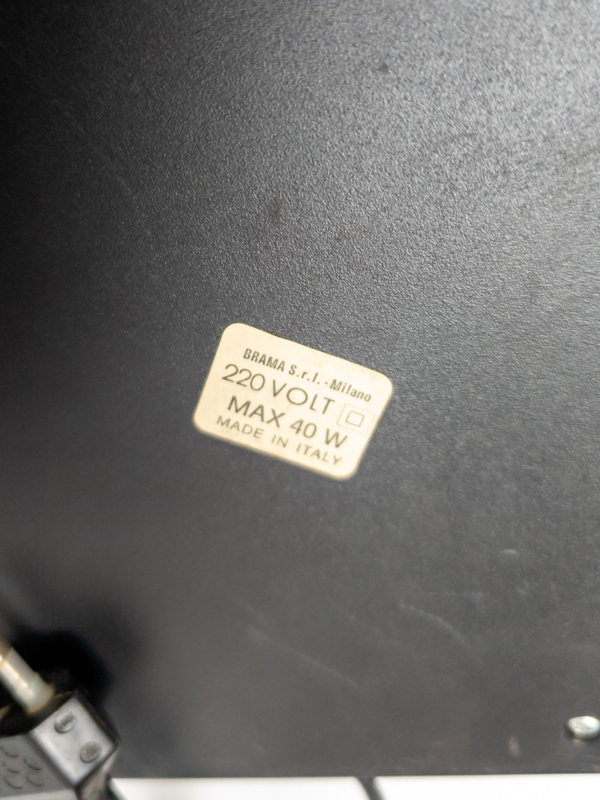 BRAMA S.r.l.-Milano
220 VOLT
MAX 40 W
MADE IN ITALY